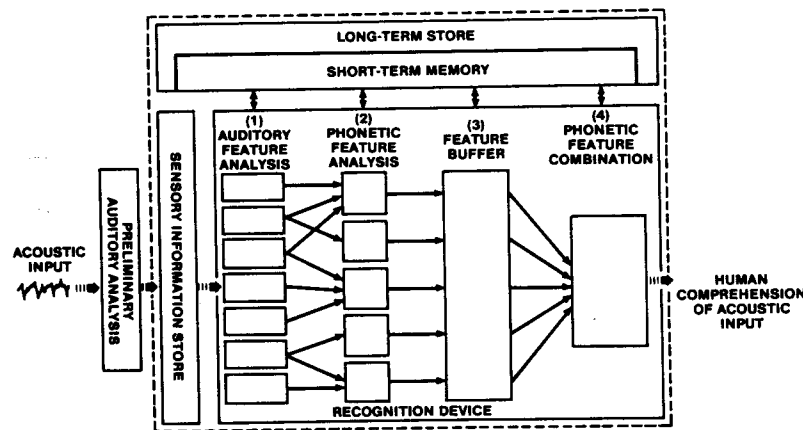 LONG-TERM STORE
SHORT-TERM MEMORY
(1)
AUDITORY
FEATURE
ANALYSIS
(2)
PHONETIC
FEATURE
ANALYSIS
(3)
FEATURE
BUFFER
(4)
PHONETIC
FEATURE
COMBINATION
ACOUSTIC
INPUT
PRELIMINARY
AUDITORY ANALYSIS
SENSORY INFORMATION STORE
HUMAN
COMPREHENSION
OF ACOUSTIC
INPUT
RECOGNITION DEVICE